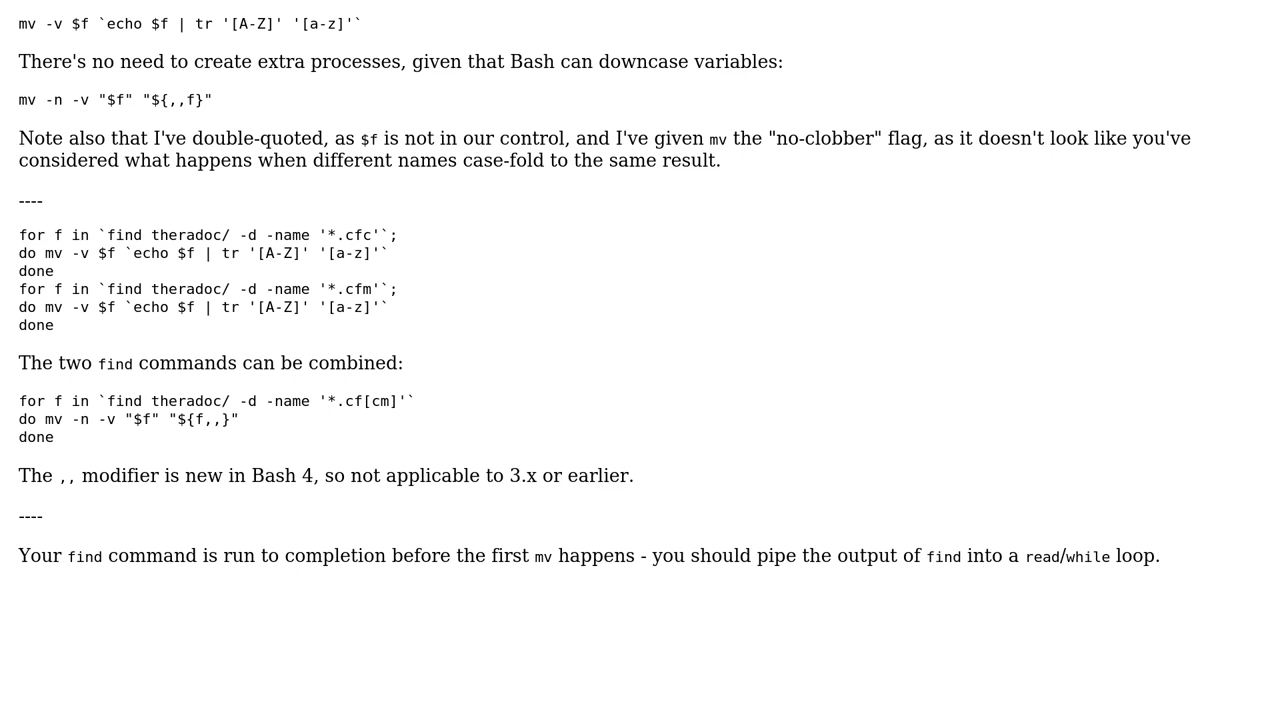 mv -v $f `echo $f | tr '[A-Z]' '[a-z]'`
There's no need to create extra processes, given that Bash can downcase variables:
mv -n -v "$f" "${,,f}"
Note also that I've double-quoted, as $f is not in our control, and I've given mv the "no-clobber" flag, as it doesn't look like you've
considered what happens when different names case-fold to the same result.
----
for f in `find theradoc/ -d -name '*.cfc'`;
do mv -v $f `echo $f | tr '[A-Z]' '[a-z]'`
done
for f in `find theradoc/ -d -name '*.cfm'`;
do mv -v $f `echo $f | tr '[A-Z]' '[a-z]'`
done
The two find commands can be combined:
for f in `find theradoc/ -d -name '*.cf[cm]'`
do mv -n -v "$f" "${f,,}"
done
The ,, modifier is new in Bash 4, so not applicable to 3.x or earlier.
----
Your find command is run to completion before the first mv happens - you should pipe the output of find into a read/while loop.